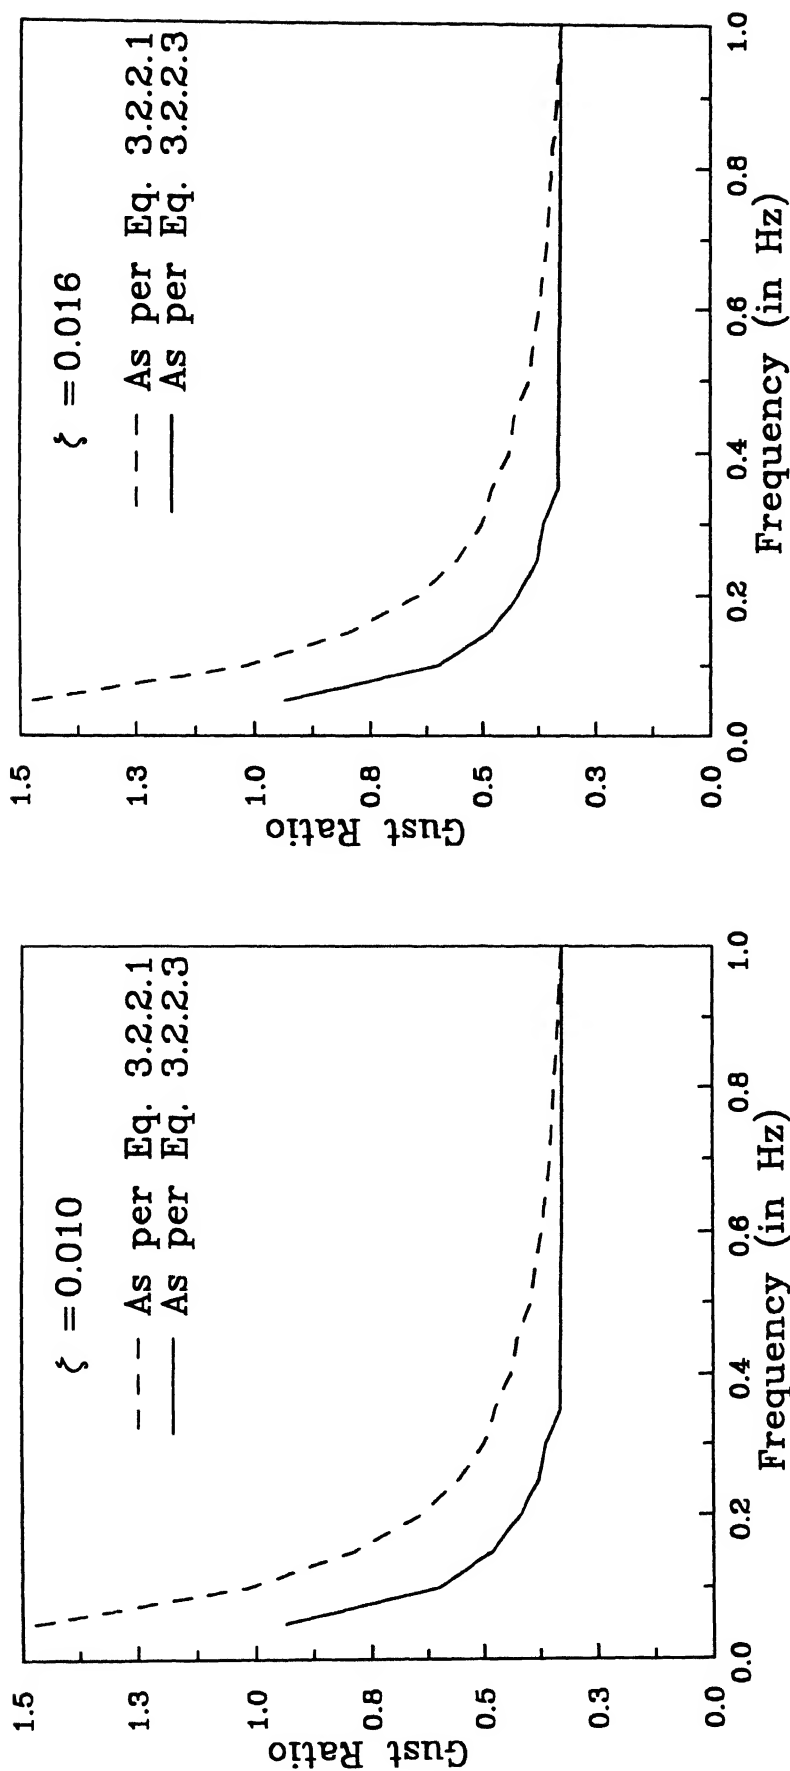 ζ = 0.010
As per Eq. 3.2.2.1
As per Eq. 3.2.2.3
Gust Ratio
1.5
1.3
1.0
0.8
0.5
0.3
0.0
0.0 0.2 0.4 0.6 0.8 1.0
Frequency (in Hz)
ζ = 0.016
As per Eq. 3.2.2.1
As per Eq. 3.2.2.3
Gust Ratio
1.5
1.3
1.0
0.8
0.5
0.3
0.0
0.0 0.2 0.4 0.6 0.8 1.0
Frequency (in Hz)